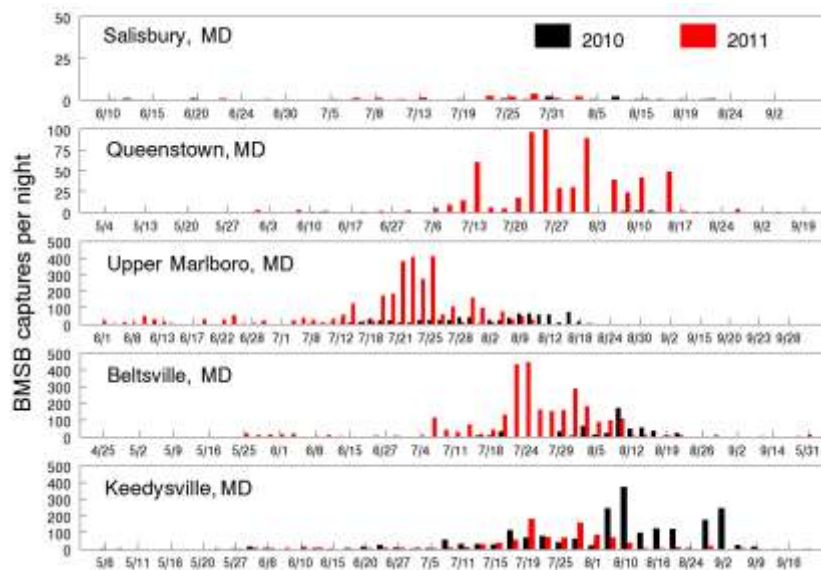 BMSB captures per night
50
25
0
Salisbury, MD
2010
2011
6/10 6/15 6/20 6/24 6/30 7/5 7/8 7/13 7/19 7/25 7/31 8/5 8/15 8/19 8/24 9/2
100
75
50
25
0
Queenstown, MD
5/4 5/13 5/20 5/27 6/3 6/10 6/17 6/27 7/6 7/13 7/20 7/27 8/3 8/10 8/17 8/24 9/2 9/19
500
400
300
200
100
0
Upper Marlboro, MD
6/1 6/8 6/13 6/17 6/22 6/28 7/1 7/8 7/12 7/18 7/21 7/25 7/28 8/2 8/9 8/12 8/18 8/24 8/30 9/2 9/15 9/20 9/23 9/28
500
400
300
200
100
0
Beltsville, MD
4/25 5/2 5/9 5/16 5/25 6/1 6/8 6/15 6/27 7/4 7/11 7/18 7/24 7/29 8/5 8/12 8/19 8/26 9/2 9/14 5/31
500
400
300
200
100
0
Keedysville, MD
5/6 5/11 5/16 5/20 5/27 6/6 6/10 6/15 6/22 6/27 7/5 7/10 7/14 7/19 7/25 8/1 8/10 8/16 8/24 9/2 9/9 9/16